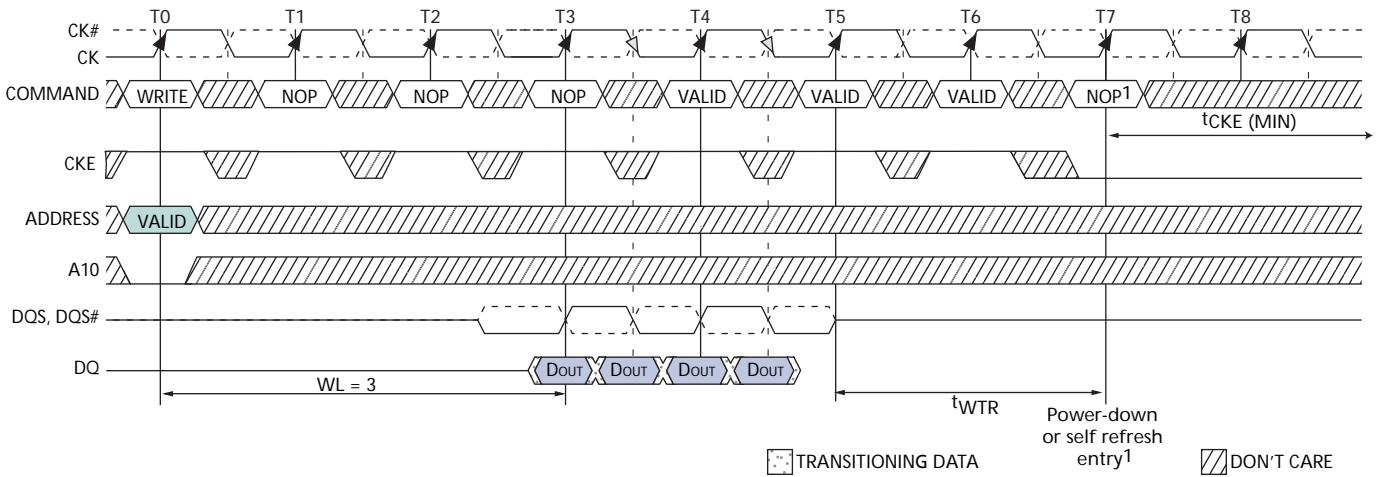 T0 T1 T2 T3 T4 T5 T6 T7 T8
CK#
CK
COMMAND WRITE NOP NOP NOP VALID VALID VALID NOP1
tCKE (MIN)
CKE
ADDRESS VALID
A10
DQS, DQS#
DQ DOUT DOUT DOUT DOUT
WL = 3
tWTR
Power-down
or self refresh
entry1
TRANSITIONING DATA DON'T CARE